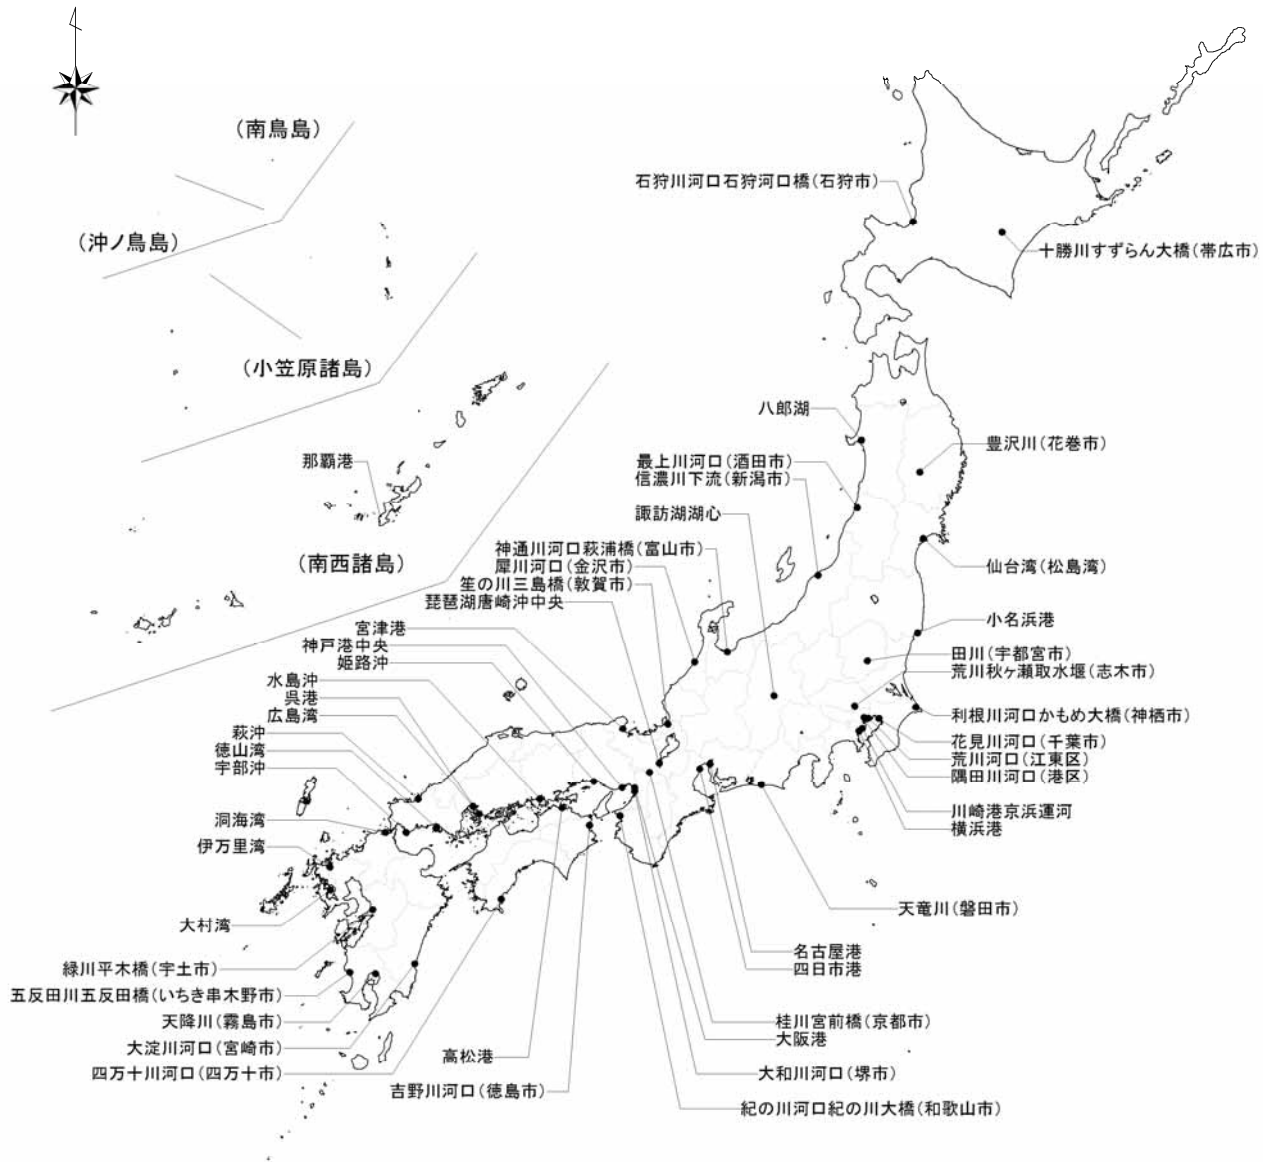 （南鳥島）
石狩川河口石狩河口橋（石狩市）
（沖ノ鳥島）
十勝川すずらん大橋（帯広市）
（小笠原諸島）
八郎湖
豊沢川（花巻市）
那覇港
最上川河口（酒田市）
信濃川下流（新潟市）
諏訪湖湖心
神通川河口萩浦橋（富山市）
（南西諸島）
犀川河口（金沢市）
仙台湾（松島湾）
笙の川三島橋（敦賀市）
琵琶湖唐崎沖中央
小名浜港
宮津港
神戸港中央
田川（宇都宮市）
姫路沖
荒川秋ヶ瀬取水堰（志木市）
水島沖
呉港
広島湾
利根川河口かもめ大橋（神栖市）
萩沖
花見川河口（千葉市）
徳山湾
荒川河口（江東区）
宇部沖
隅田川河口（港区）
川崎港京浜運河
洞海湾
横浜港
伊万里湾
天竜川（磐田市）
大村湾
名古屋港
緑川平木橋（宇土市）
四日市港
五反田川五反田橋（いちき串木野市）
天降川（霧島市）
桂川宮前橋（京都市）
大阪港
大淀川河口（宮崎市）
高松港
四万十川河口（四万十市）
大和川河口（堺市）
吉野川河口（徳島市）
紀の川河口紀の川大橋（和歌山市）